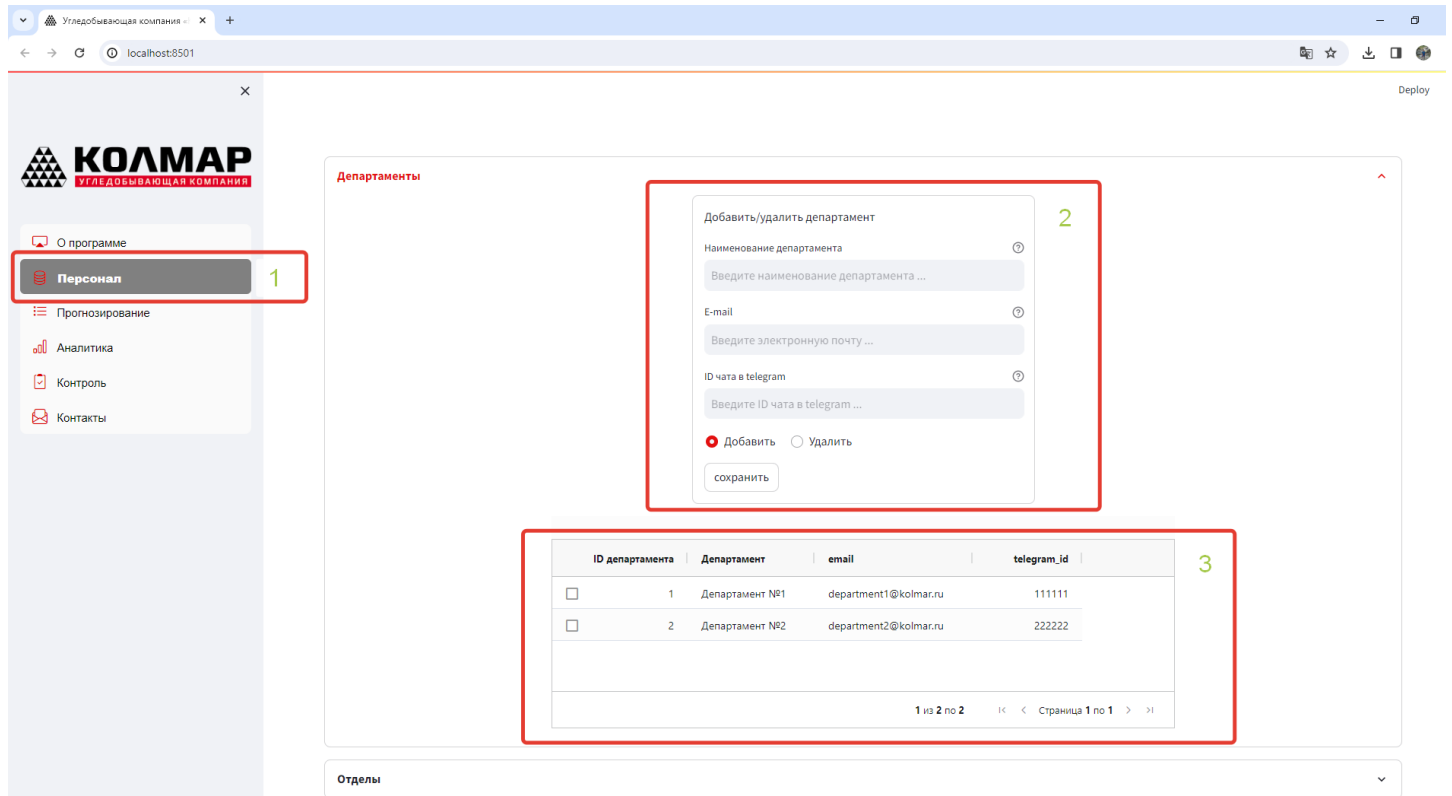 Угледобывающая компания «
localhost:8501
Deploy
КОЛМАР
УГЛЕДОБЫВАЮЩАЯ КОМПАНИЯ
О программе
Персонал
1
Прогнозирование
Аналитика
Контроль
Контакты
Департаменты
2
Добавить/удалить департамент
Наименование департамента
Введите наименование департамента ...
E-mail
Введите электронную почту ...
ID чата в telegram
Введите ID чата в telegram ...
Добавить Удалить
сохранить
3
ID департамента Департамент email telegram_id
1 Департамент №1 department1@kolmar.ru 111111
2 Департамент №2 department2@kolmar.ru 222222
1 из 2 по 2 Страница 1 по 1
Отделы